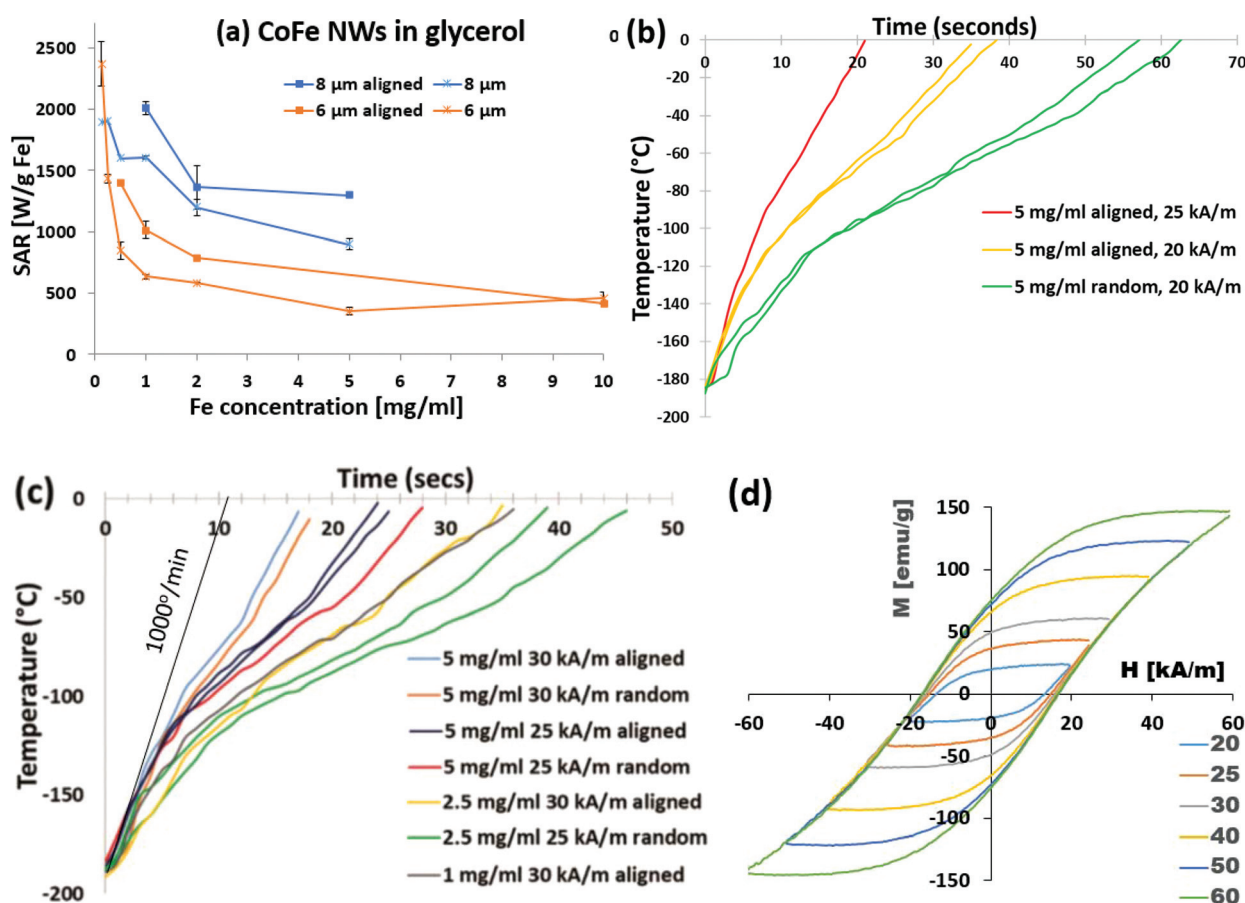 (a) CoFe NWs in glycerol
8 µm aligned
8 µm
6 µm aligned
6 µm
SAR [W/g Fe]
2500
2000
1500
1000
500
0
0 1 2 3 4 5 6 7 8 9 10
Fe concentration [mg/ml]
(b)
Time (seconds)
0
0 10 20 30 40 50 60 70
Temperature (°C)
0
-20
-40
-60
-80
-100
-120
-140
-160
-180
-200
5 mg/ml aligned, 25 kA/m
5 mg/ml aligned, 20 kA/m
5 mg/ml random, 20 kA/m
(c)
Time (secs)
0 10 20 30 40 50
1000°/min
Temperature (°C)
0
-50
-100
-150
-200
5 mg/ml 30 kA/m aligned
5 mg/ml 30 kA/m random
5 mg/ml 25 kA/m aligned
5 mg/ml 25 kA/m random
2.5 mg/ml 30 kA/m aligned
2.5 mg/ml 25 kA/m random
1 mg/ml 30 kA/m aligned
(d)
M [emu/g]
150
100
50
0
-50
-100
-150
H [kA/m]
-60 -40 -20 0 20 40 60
20
25
30
40
50
60